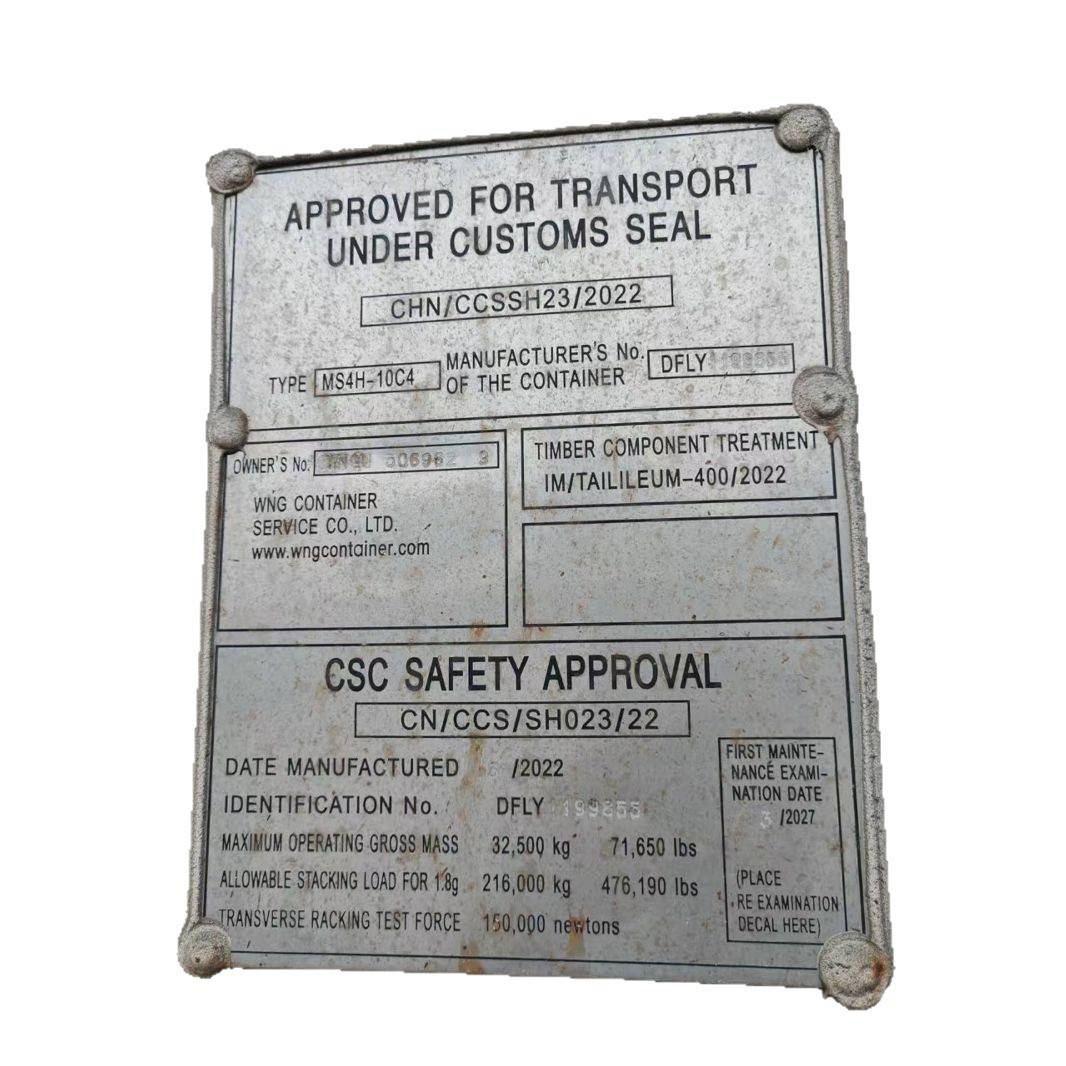 APPROVED FOR TRANSPORT
UNDER CUSTOMS SEAL
CHN/CCSSH23/2022
TYPE MS4H-10C4 MANUFACTURER'S No. OF THE CONTAINER DFLY
OWNER'S No.
WNG CONTAINER
SERVICE CO., LTD.
www.wngcontainer.com
TIMBER COMPONENT TREATMENT
IM/TAILILEUM-400/2022
CSC SAFETY APPROVAL
CN/CCS/SH023/22
DATE MANUFACTURED /2022
IDENTIFICATION No. DFLY
MAXIMUM OPERATING GROSS MASS 32,500 kg 71,650 lbs
ALLOWABLE STACKING LOAD FOR 1.8g 216,000 kg 476,190 lbs
TRANSVERSE RACKING TEST FORCE 150,000 newtons
FIRST MAINTE-
NANCE EXAMI-
NATION DATE
3 /2027
(PLACE
RE EXAMINATION
DECAL HERE)